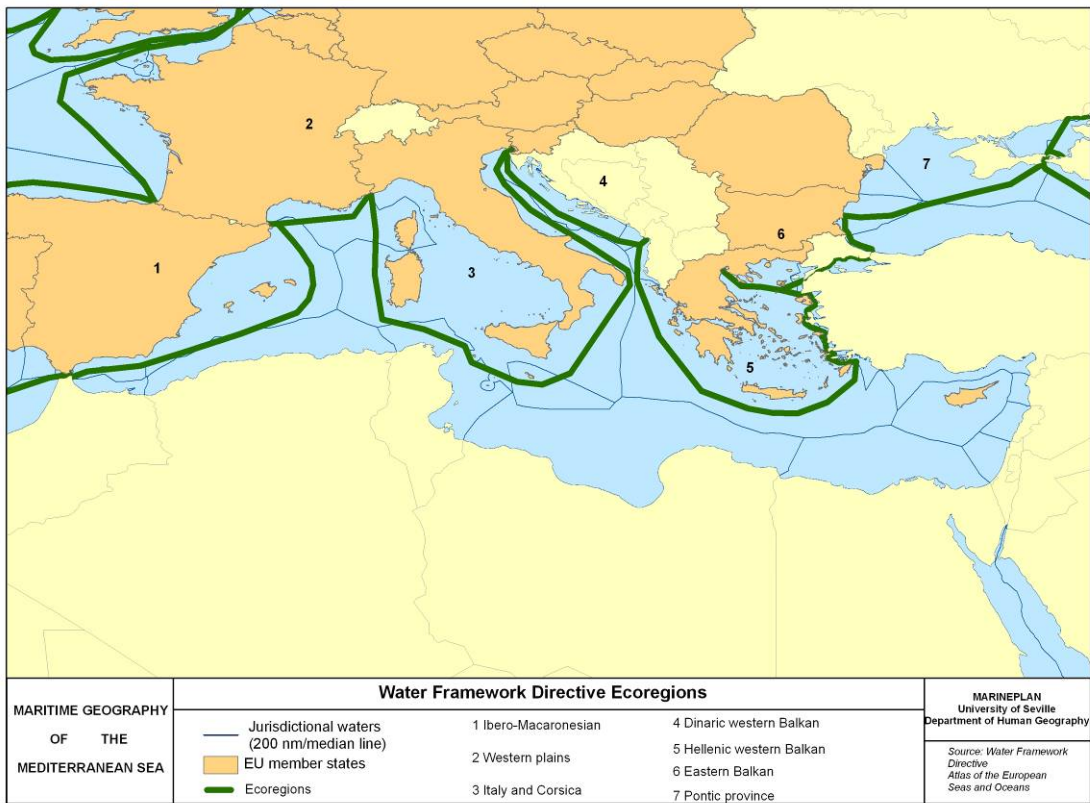 2
7
4
6
1
3
5
MARITIME GEOGRAPHY
OF THE
MEDITERRANEAN SEA
Water Framework Directive Ecoregions
Jurisdictional waters
(200 nm/median line)
EU member states
Ecoregions
1 Ibero-Macaronesian
2 Western plains
3 Italy and Corsica
4 Dinaric western Balkan
5 Hellenic western Balkan
6 Eastern Balkan
7 Pontic province
MARINEPLAN
University of Seville
Department of Human Geography
Source: Water Framework
Directive
Atlas of the European
Seas and Oceans